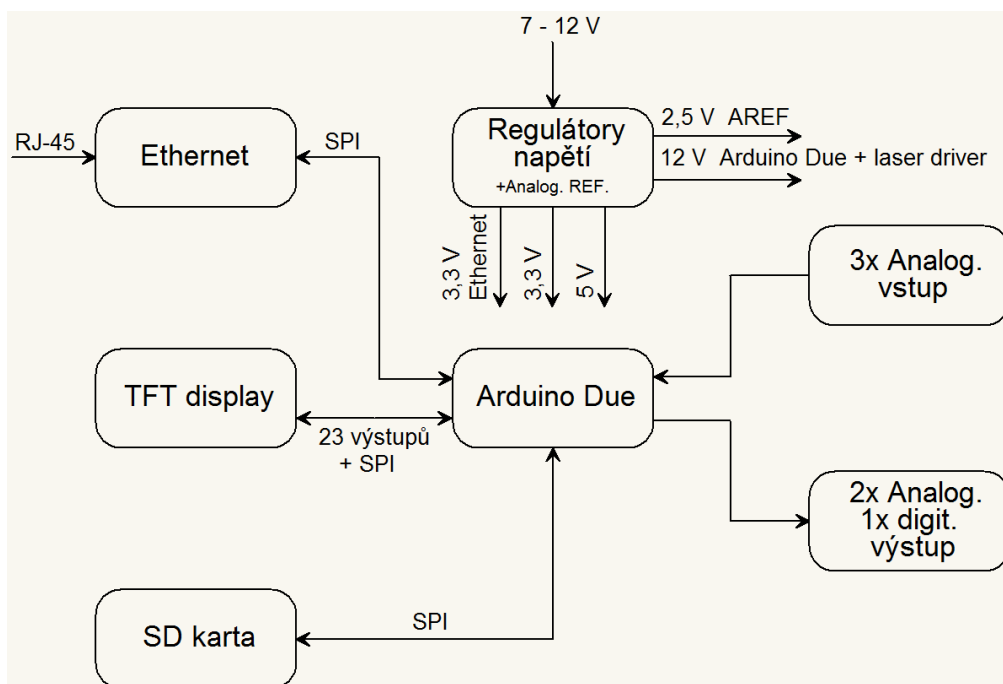 7 - 12 V
RJ-45
Ethernet
SPI
Regulátory
napětí
+Analog. REF.
2,5 V  AREF
12 V  Arduino Due + laser driver
3,3 V
Ethernet
3,3 V
5 V
3x Analog.
vstup
TFT display
23 výstupů
+ SPI
Arduino Due
2x Analog.
1x digit.
výstup
SD karta
SPI